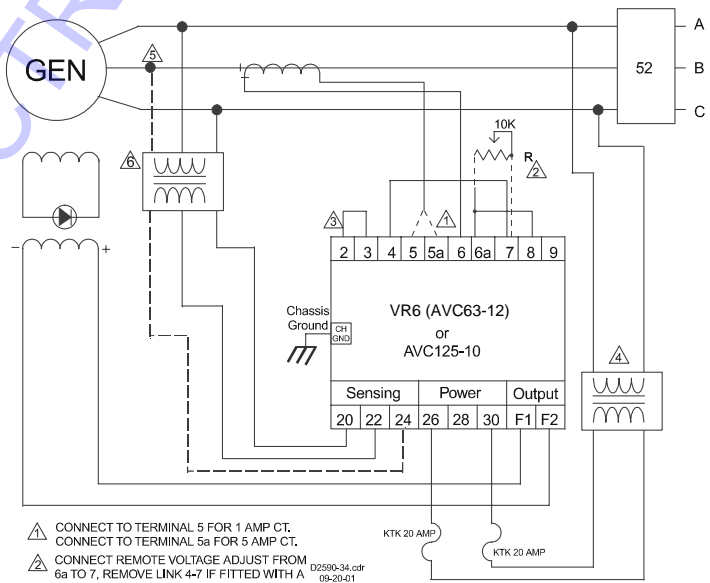 A
5
GEN
52
B
C
10K
6
R
2
3
1
2 3 4 5 5a 6 6a 7 8 9
Chassis
Ground
CH
GND
VR6 (AVC63-12)
or
AVC125-10
4
Sensing Power Output
20 22 24 26 28 30 F1 F2
- +
1 CONNECT TO TERMINAL 5 FOR 1 AMP CT.
CONNECT TO TERMINAL 5a FOR 5 AMP CT.
KTK 20 AMP
KTK 20 AMP
2 CONNECT REMOTE VOLTAGE ADJUST FROM
6a TO 7, REMOVE LINK 4-7 IF FITTED WITH A
D2590-34.cdr
09-20-01